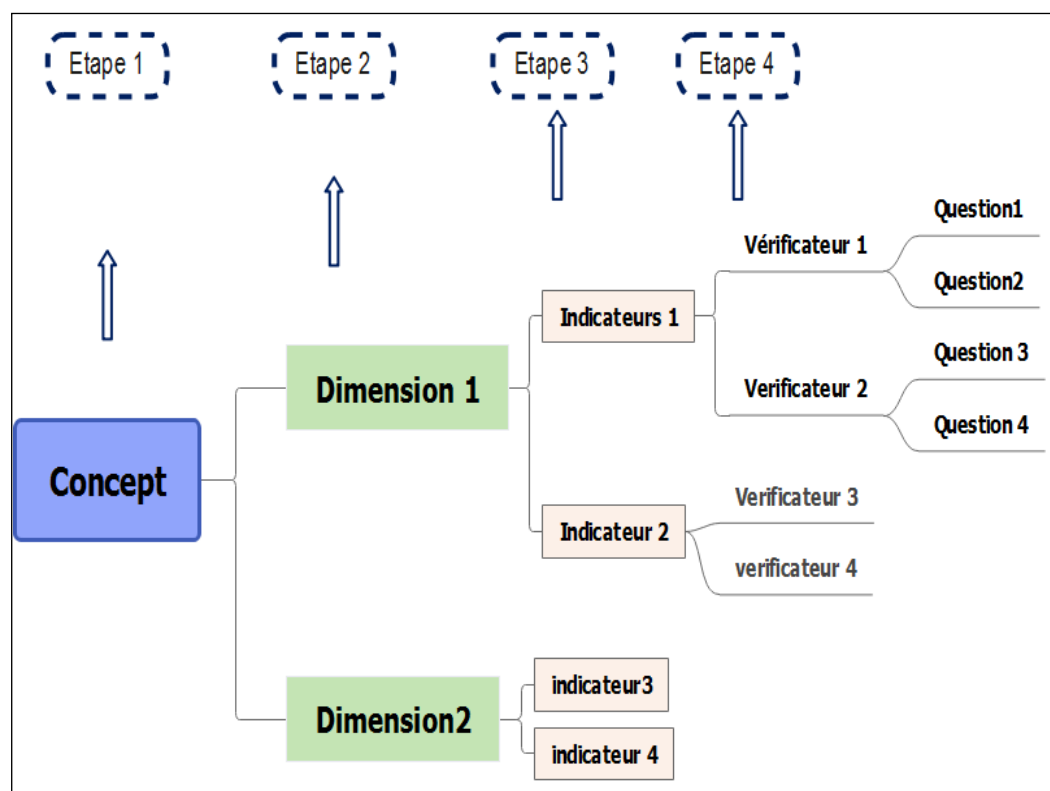 Etape 1
Etape 2
Etape 3
Etape 4
Concept
Dimension 1
Indicateurs 1
Vérificateur 1
Question1
Question2
Verificateur 2
Question 3
Question 4
Indicateur 2
Verificateur 3
verificateur 4
Dimension2
indicateur3
indicateur 4